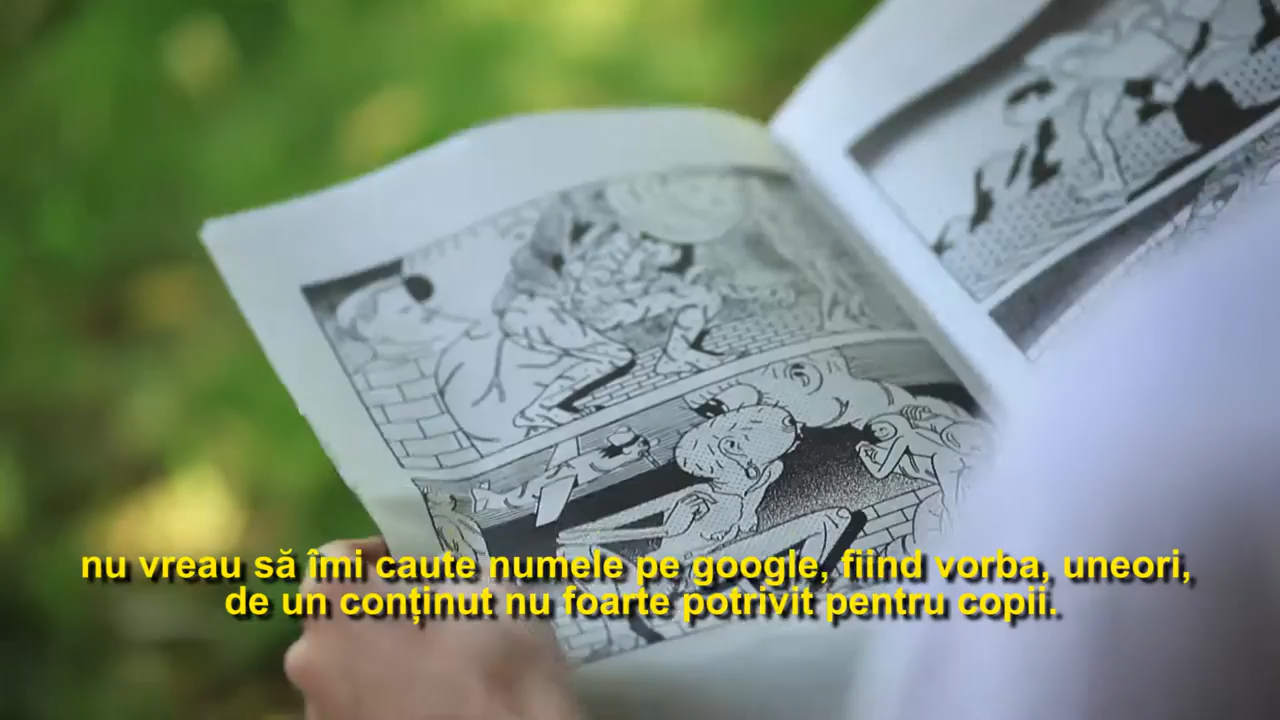 nu vreau să îmi caute numele pe google, fiind vorba, uneori,
de un conținut nu foarte potrivit pentru copii.